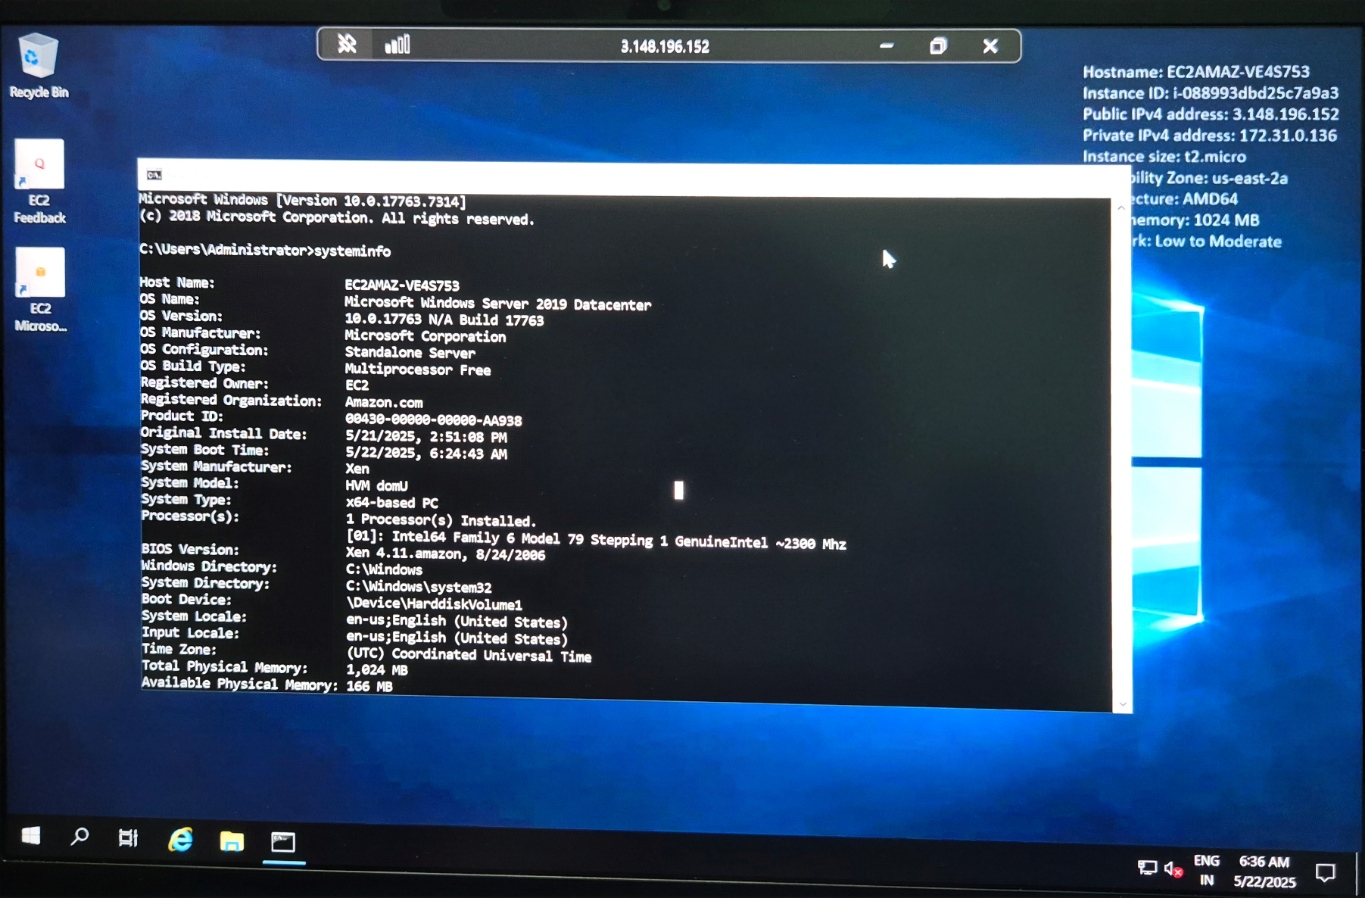 3.148.196.152
Recycle Bin
EC2
Feedback
EC2
Microso...
Hostname: EC2AMAZ-VE4S753
Instance ID: i-088993dbd25c7a9a3
Public IPv4 address: 3.148.196.152
Private IPv4 address: 172.31.0.136
Instance size: t2.micro
bility Zone: us-east-2a
ecture: AMD64
memory: 1024 MB
rk: Low to Moderate
Microsoft Windows [Version 10.0.17763.7314]
(c) 2018 Microsoft Corporation. All rights reserved.
C:\Users\Administrator>systeminfo
Host Name: EC2AMAZ-VE4S753
OS Name: Microsoft Windows Server 2019 Datacenter
OS Version: 10.0.17763 N/A Build 17763
OS Manufacturer: Microsoft Corporation
OS Configuration: Standalone Server
OS Build Type: Multiprocessor Free
Registered Owner: EC2
Registered Organization: Amazon.com
Product ID: 00430-00000-00000-AA938
Original Install Date: 5/21/2025, 2:51:08 PM
System Boot Time: 5/22/2025, 6:24:43 AM
System Manufacturer: Xen
System Model: HVM domU
System Type: x64-based PC
Processor(s): 1 Processor(s) Installed.
[01]: Intel64 Family 6 Model 79 Stepping 1 GenuineIntel ~2300 Mhz
BIOS Version: Xen 4.11.amazon, 8/24/2006
Windows Directory: C:\Windows
System Directory: C:\Windows\system32
Boot Device: \Device\HarddiskVolume1
System Locale: en-us;English (United States)
Input Locale: en-us;English (United States)
Time Zone: (UTC) Coordinated Universal Time
Total Physical Memory: 1,024 MB
Available Physical Memory: 166 MB
ENG
IN
6:36 AM
5/22/2025